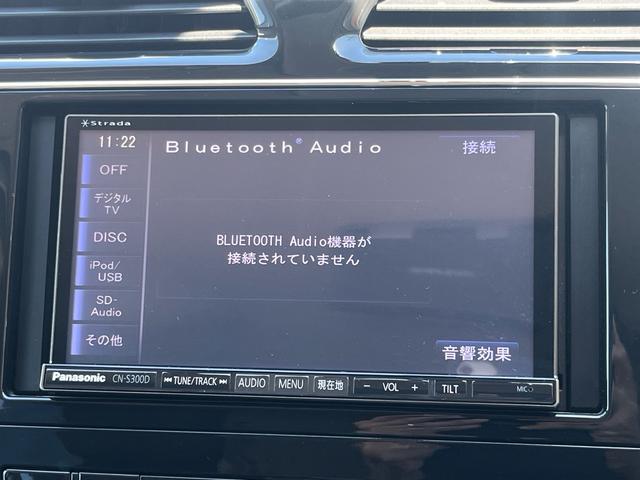 Strada
11:22
Bluetooth® Audio
接続
OFF
デジタル
TV
DISC
iPod/
USB
SD-
Audio
その他
BLUETOOTH Audio機器が
接続されていません
音響効果
Panasonic CN-S300D TUNE/TRACK AUDIO MENU 現在地 － VOL ＋ TILT MIC